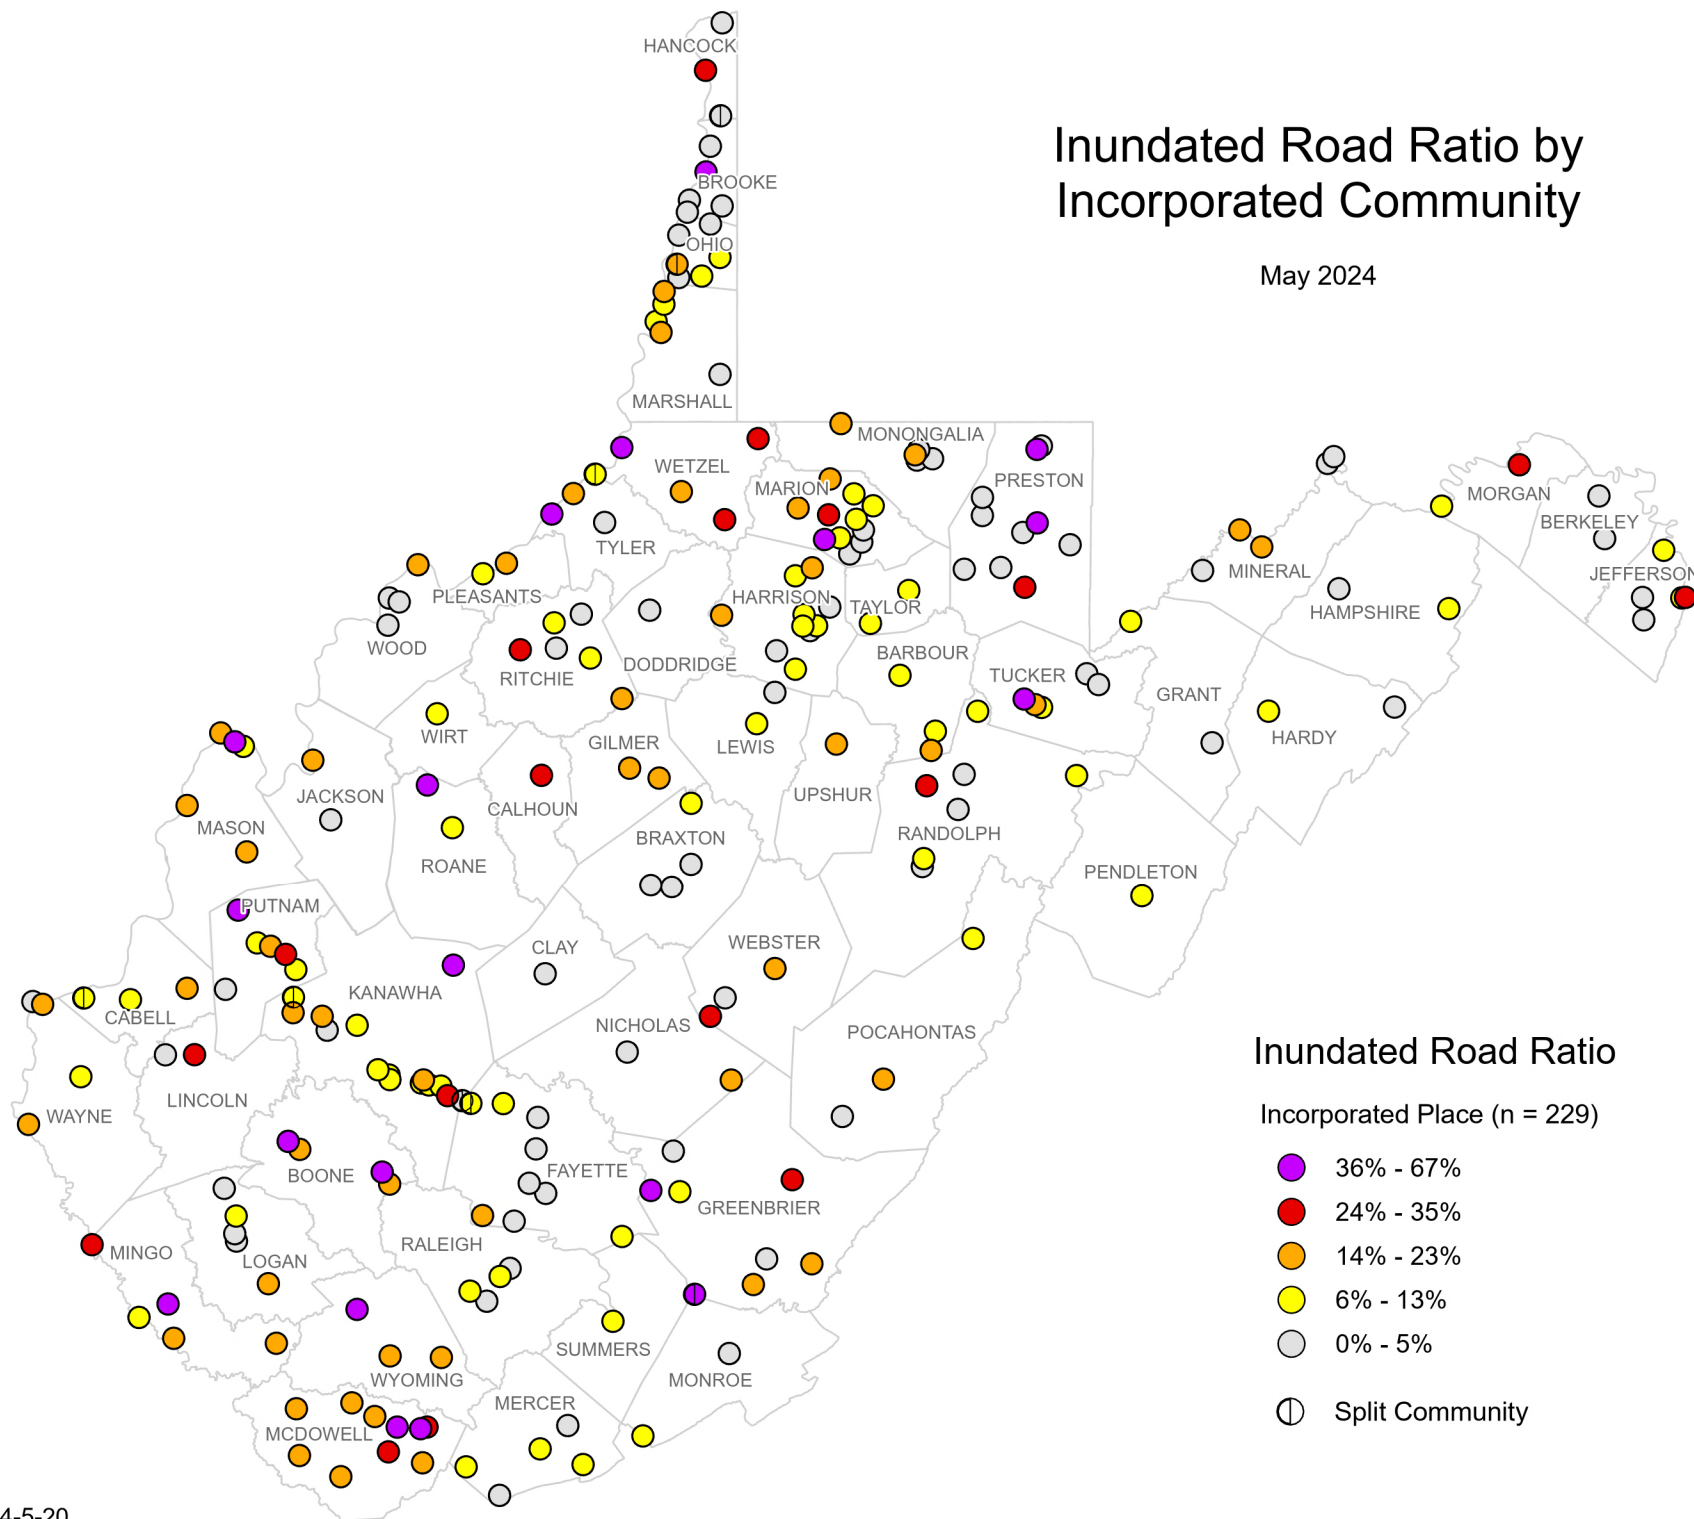 HANCOCK
Inundated Road Ratio by
Incorporated Community
BROOKE
OHIO
May 2024
MARSHALL
MONONGALIA
WETZEL
MARION
PRESTON
MORGAN
BERKELEY
TYLER
JEFFERSON
MINERAL
PLEASANTS
HARRISON
TAYLOR
HAMPSHIRE
WOOD
DODDRIDGE
BARBOUR
RITCHIE
TUCKER
GRANT
WIRT
GILMER
LEWIS
HARDY
JACKSON
UPSHUR
CALHOUN
MASON
BRAXTON
RANDOLPH
ROANE
PENDLETON
PUTNAM
WEBSTER
CLAY
KANAWHA
CABELL
NICHOLAS
POCAHONTAS
Inundated Road Ratio
LINCOLN
WAYNE
Incorporated Place (n = 229)
36% - 67%
BOONE
FAYETTE
GREENBRIER
24% - 35%
RALEIGH
MINGO
LOGAN
14% - 23%
6% - 13%
SUMMERS
0% - 5%
WYOMING
MONROE
MERCER
Split Community
MCDOWELL
4-5-20